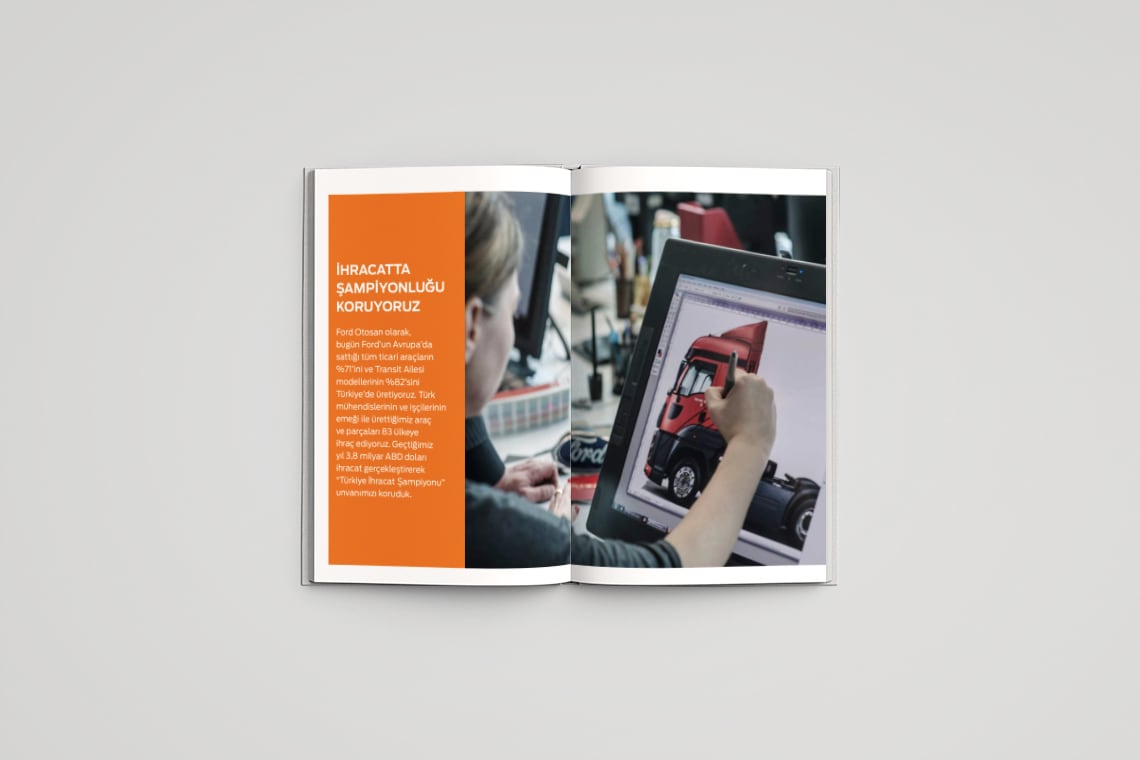 İHRACATTA
ŞAMPİYONLUĞU
KORUYORUZ
Ford Otosan olarak,
bugün Ford'un Avrupa'da
sattığı tüm ticari araçların
%71'ini ve Transit Ailesi
modellerinin %82'sini
Türkiye'de üretiyoruz. Türk
mühendislerinin ve işçilerinin
emeği ile ürettiğimiz araç
ve parçaları 83 ülkeye
ihraç ediyoruz. Geçtiğimiz
yıl 3,8 milyar ABD doları
ihracat gerçekleştirerek
"Türkiye İhracat Şampiyonu"
unvanımızı koruduk.
Ford